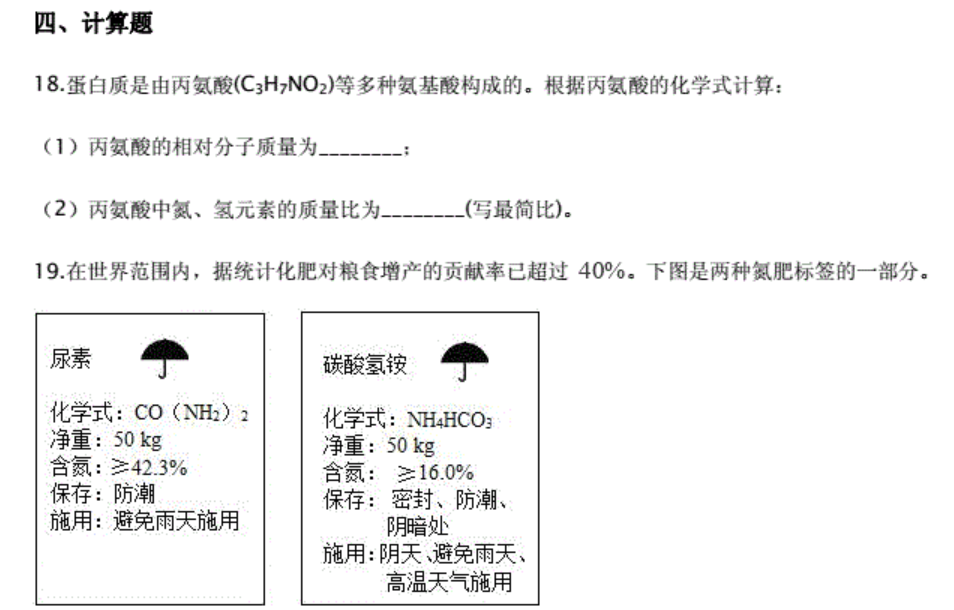 四、计算题
18.蛋白质是由丙氨酸(C₃H₇NO₂)等多种氨基酸构成的。根据丙氨酸的化学式计算：
（1）丙氨酸的相对分子质量为________；
（2）丙氨酸中氮、氢元素的质量比为________(写最简比)。
19.在世界范围内，据统计化肥对粮食增产的贡献率已超过 40%。下图是两种氮肥标签的一部分。
尿素
化学式：CO（NH₂）₂
净重：50 kg
含氮：≥42.3%
保存：防潮
施用：避免雨天施用
碳酸氢铵
化学式：NH₄HCO₃
净重：50 kg
含氮： ≥16.0%
保存：密封、防潮、
阴暗处
施用：阴天、避免雨天、
高温天气施用